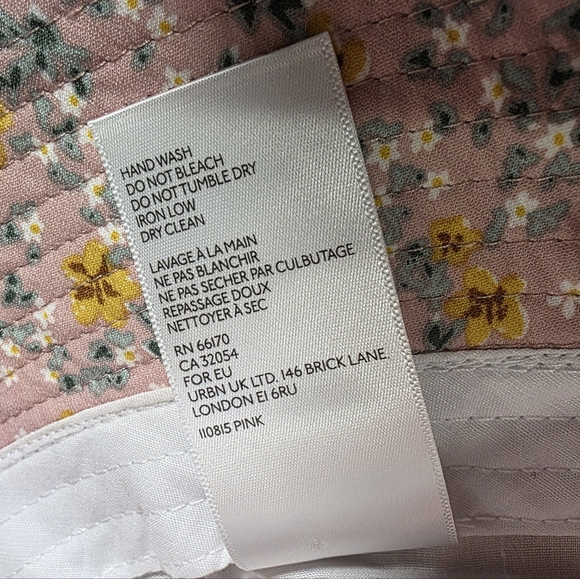 HAND WASH
DO NOT BLEACH
DO NOT TUMBLE DRY
IRON LOW
DRY CLEAN
LAVAGE À LA MAIN
NE PAS BLANCHIR
NE PAS SECHER PAR CULBUTAGE
REPASSAGE DOUX
NETTOYER À SEC
RN 66170
CA 32054
FOR EU
URBN UK LTD. 146 BRICK LANE.
LONDON E1 6RU
110815 PINK